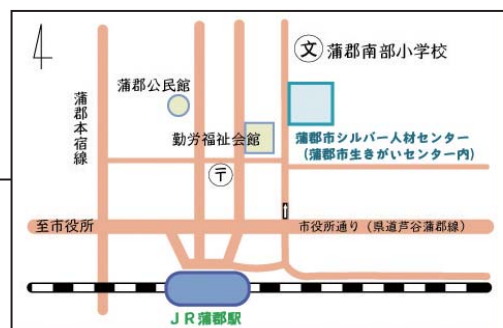 文 蒲郡南部小学校
蒲郡公民館
蒲郡本宿線
勤労福祉会館
蒲郡市シルバー人材センター
（蒲郡市生きがいセンター内）
〒
至市役所
市役所通り（県道芦谷蒲郡線）
ＪＲ蒲郡駅